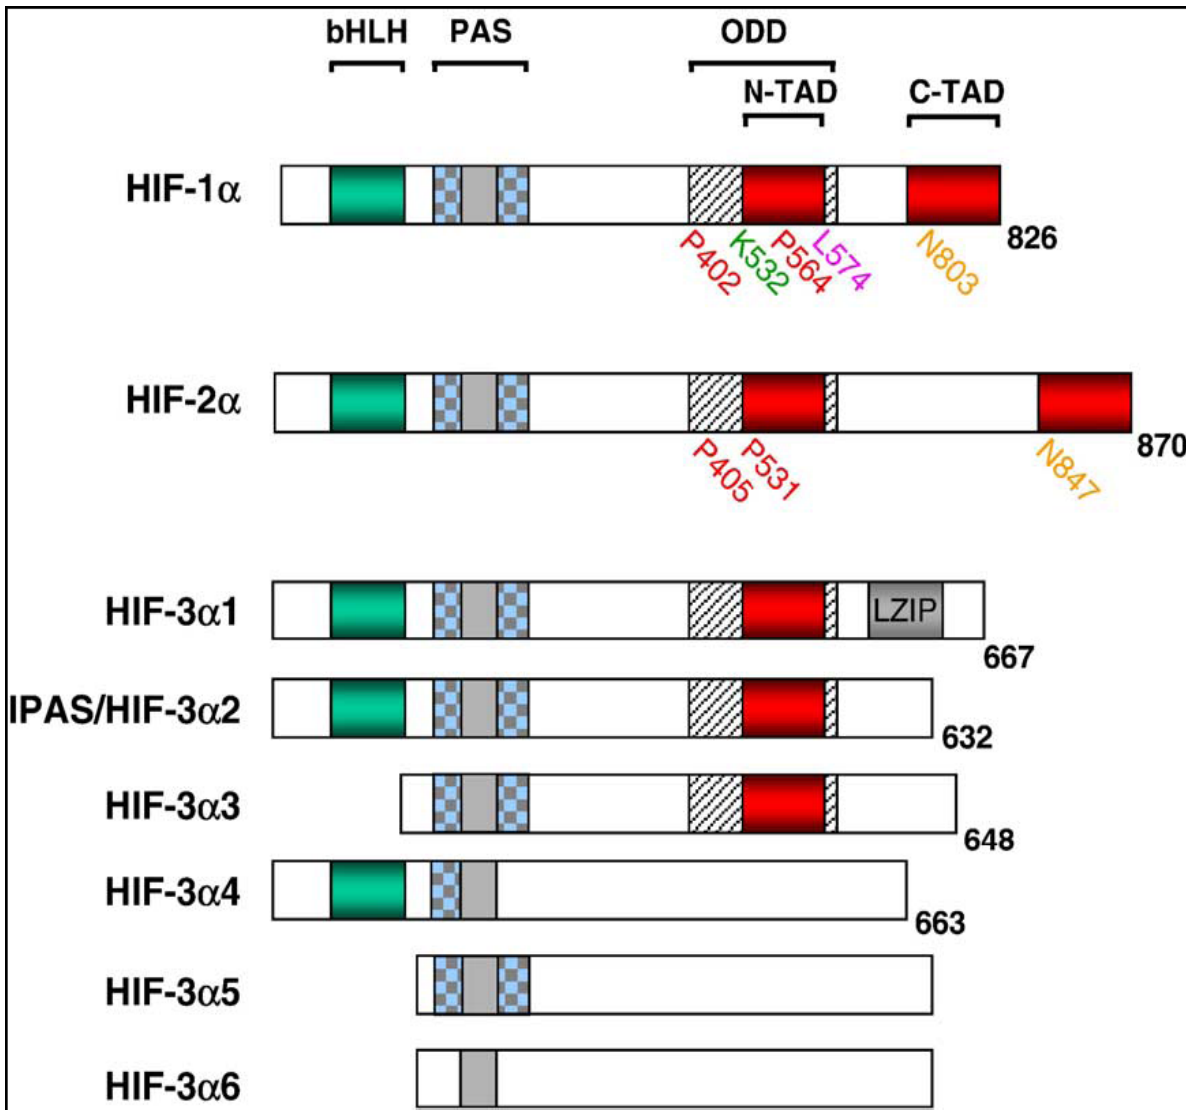 bHLH PAS ODD
N-TAD C-TAD
HIF-1α
826
P402 K532 P564 L574 N803
HIF-2α
870
P405 P531 N847
HIF-3α1 LZIP
667
IPAS/HIF-3α2
632
HIF-3α3
648
HIF-3α4
663
HIF-3α5
HIF-3α6